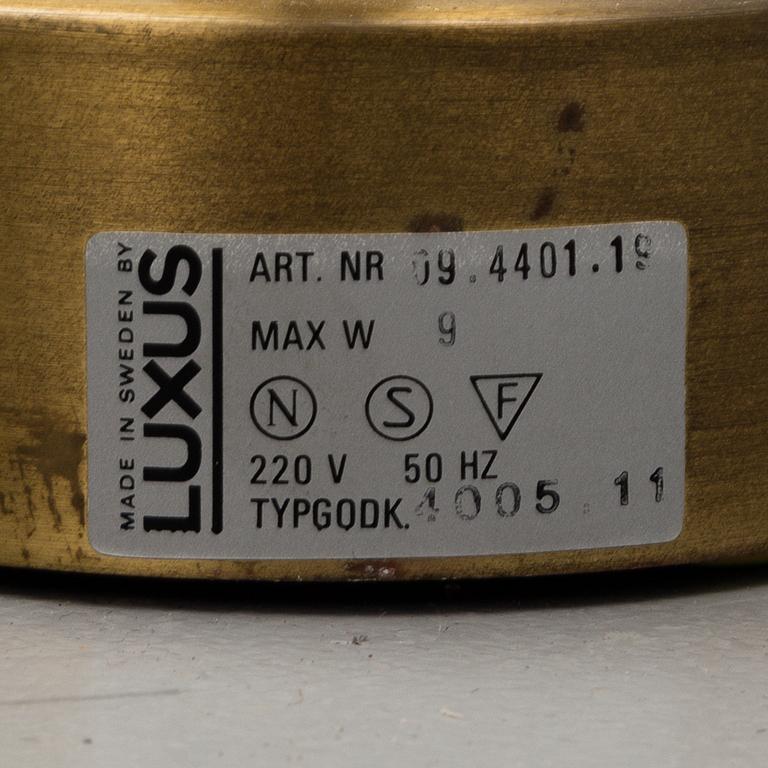 MADE IN SWEDEN BY
LUXUS
ART. NR 09.4401.19
MAX W 9
N S F
220 V 50 HZ
TYPGODK. 4005 11